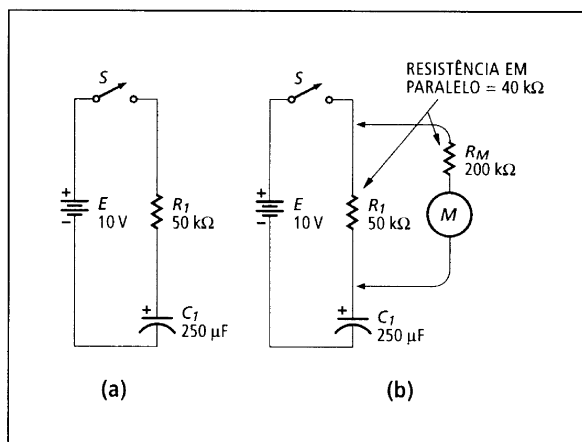 S
E
10 V
R1
50 kΩ
C1
250 µF
(a)
RESISTÊNCIA EM
PARALELO = 40 kΩ
S
E
10 V
R1
50 kΩ
RM
200 kΩ
M
C1
250 µF
(b)